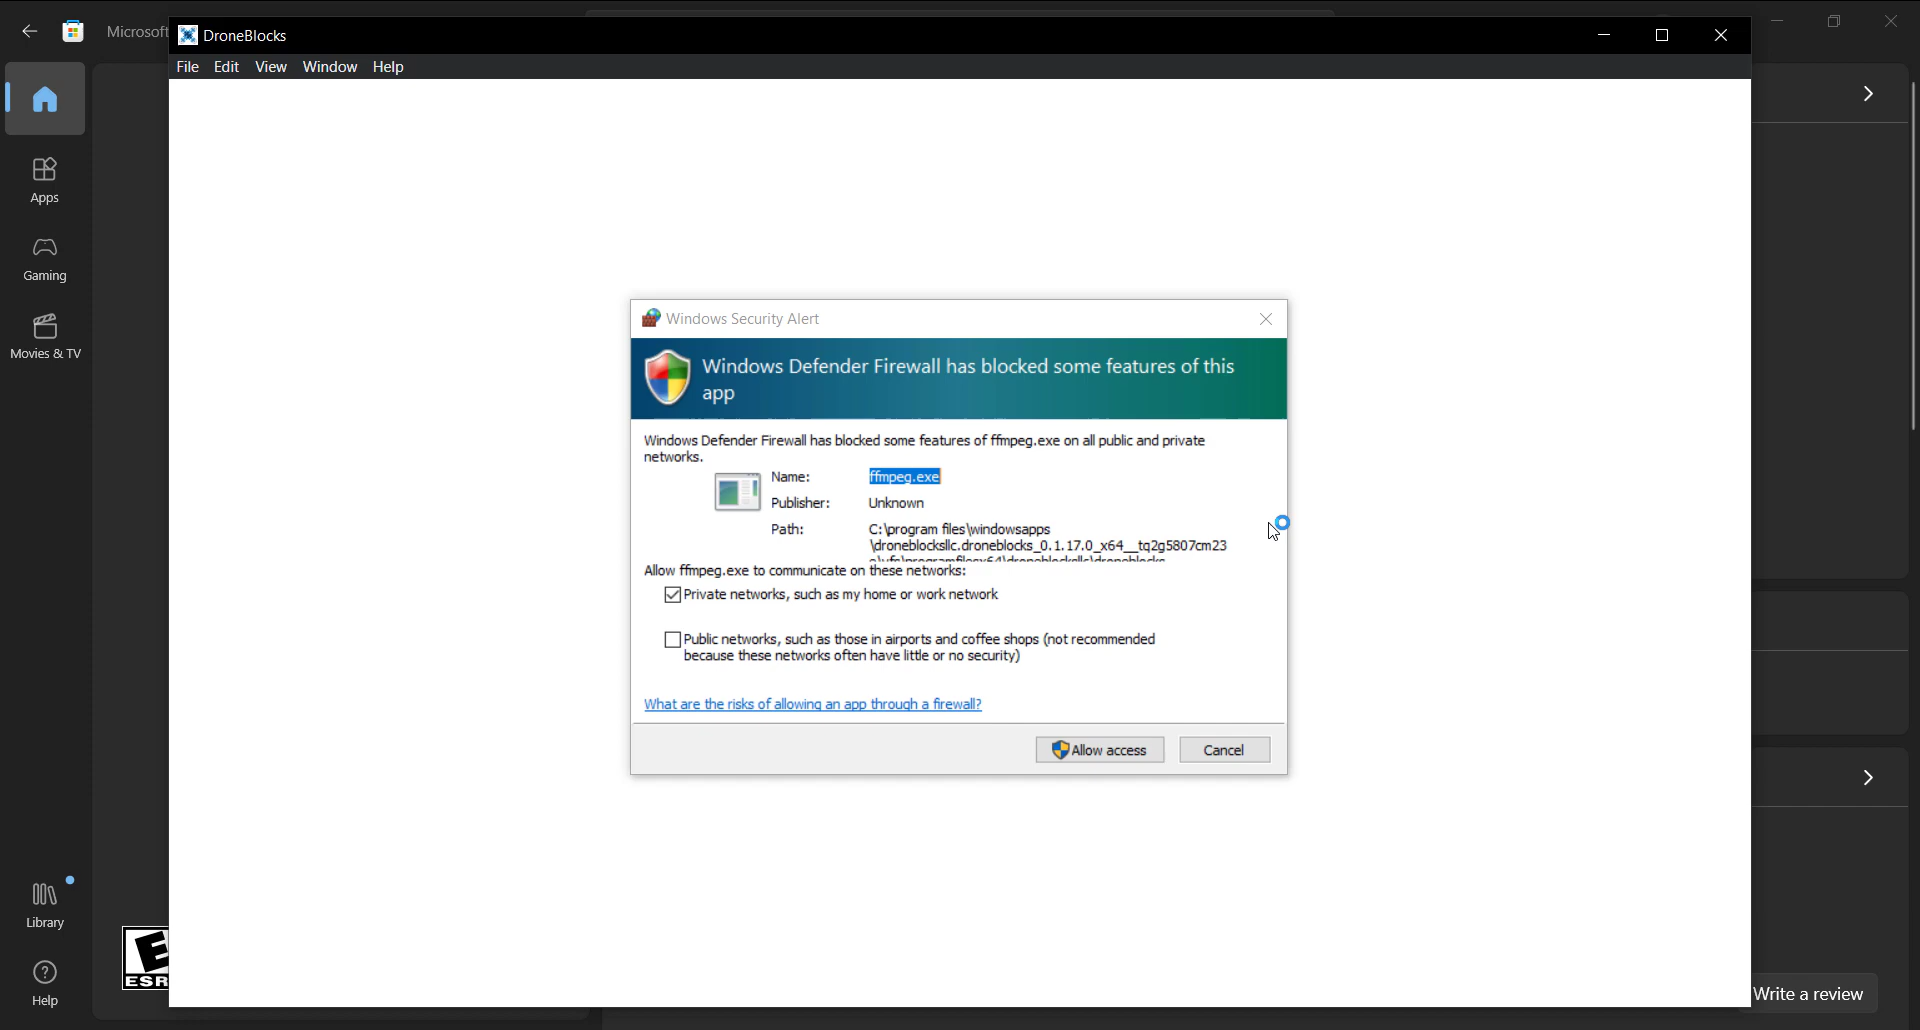 Microsoft
DroneBlocks
File Edit View Window Help
Apps
Gaming
Movies & TV
Windows Security Alert
Windows Defender Firewall has blocked some features of this
app
Windows Defender Firewall has blocked some features of ffmpeg.exe on all public and private
networks.
Name: ffmpeg.exe
Publisher: Unknown
Path: C:\program files\windowsapps
\droneblocksllc.droneblocks_0.1.17.0_x64__tq2g5807cm23
Allow ffmpeg.exe to communicate on these networks:
Private networks, such as my home or work network
Public networks, such as those in airports and coffee shops (not recommended
because these networks often have little or no security)
What are the risks of allowing an app through a firewall?
Allow access Cancel
Library
Help
E
ESR
Write a review